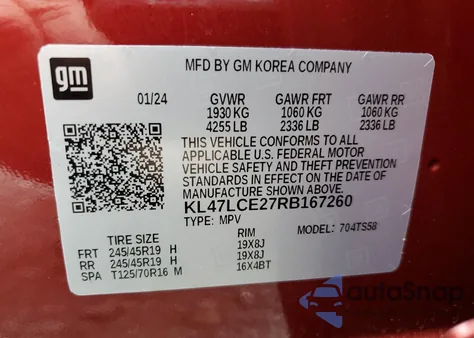 gm
MFD BY GM KOREA COMPANY
01/24 GVWR GAWR FRT GAWR RR
1930 KG 1060 KG 1060 KG
4255 LB 2336 LB 2336 LB
THIS VEHICLE CONFORMS TO ALL
APPLICABLE U.S. FEDERAL MOTOR
VEHICLE SAFETY AND THEFT PREVENTION
STANDARDS IN EFFECT ON THE DATE OF
MANUFACTURE SHOWN ABOVE.
KL47LCE27RB167260
TYPE: MPV MODEL: 704TS58
TIRE SIZE RIM
FRT 245/45R19 H 19X8J
RR 245/45R19 H 19X8J
SPA T125/70R16 M 16X4BT
autoSnap